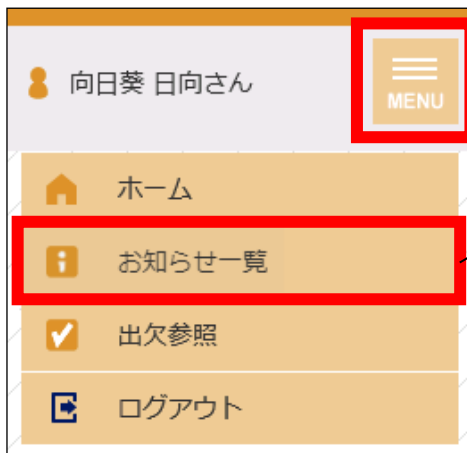 向日葵 日向さん
MENU
ホーム
お知らせ一覧
出欠参照
ログアウト